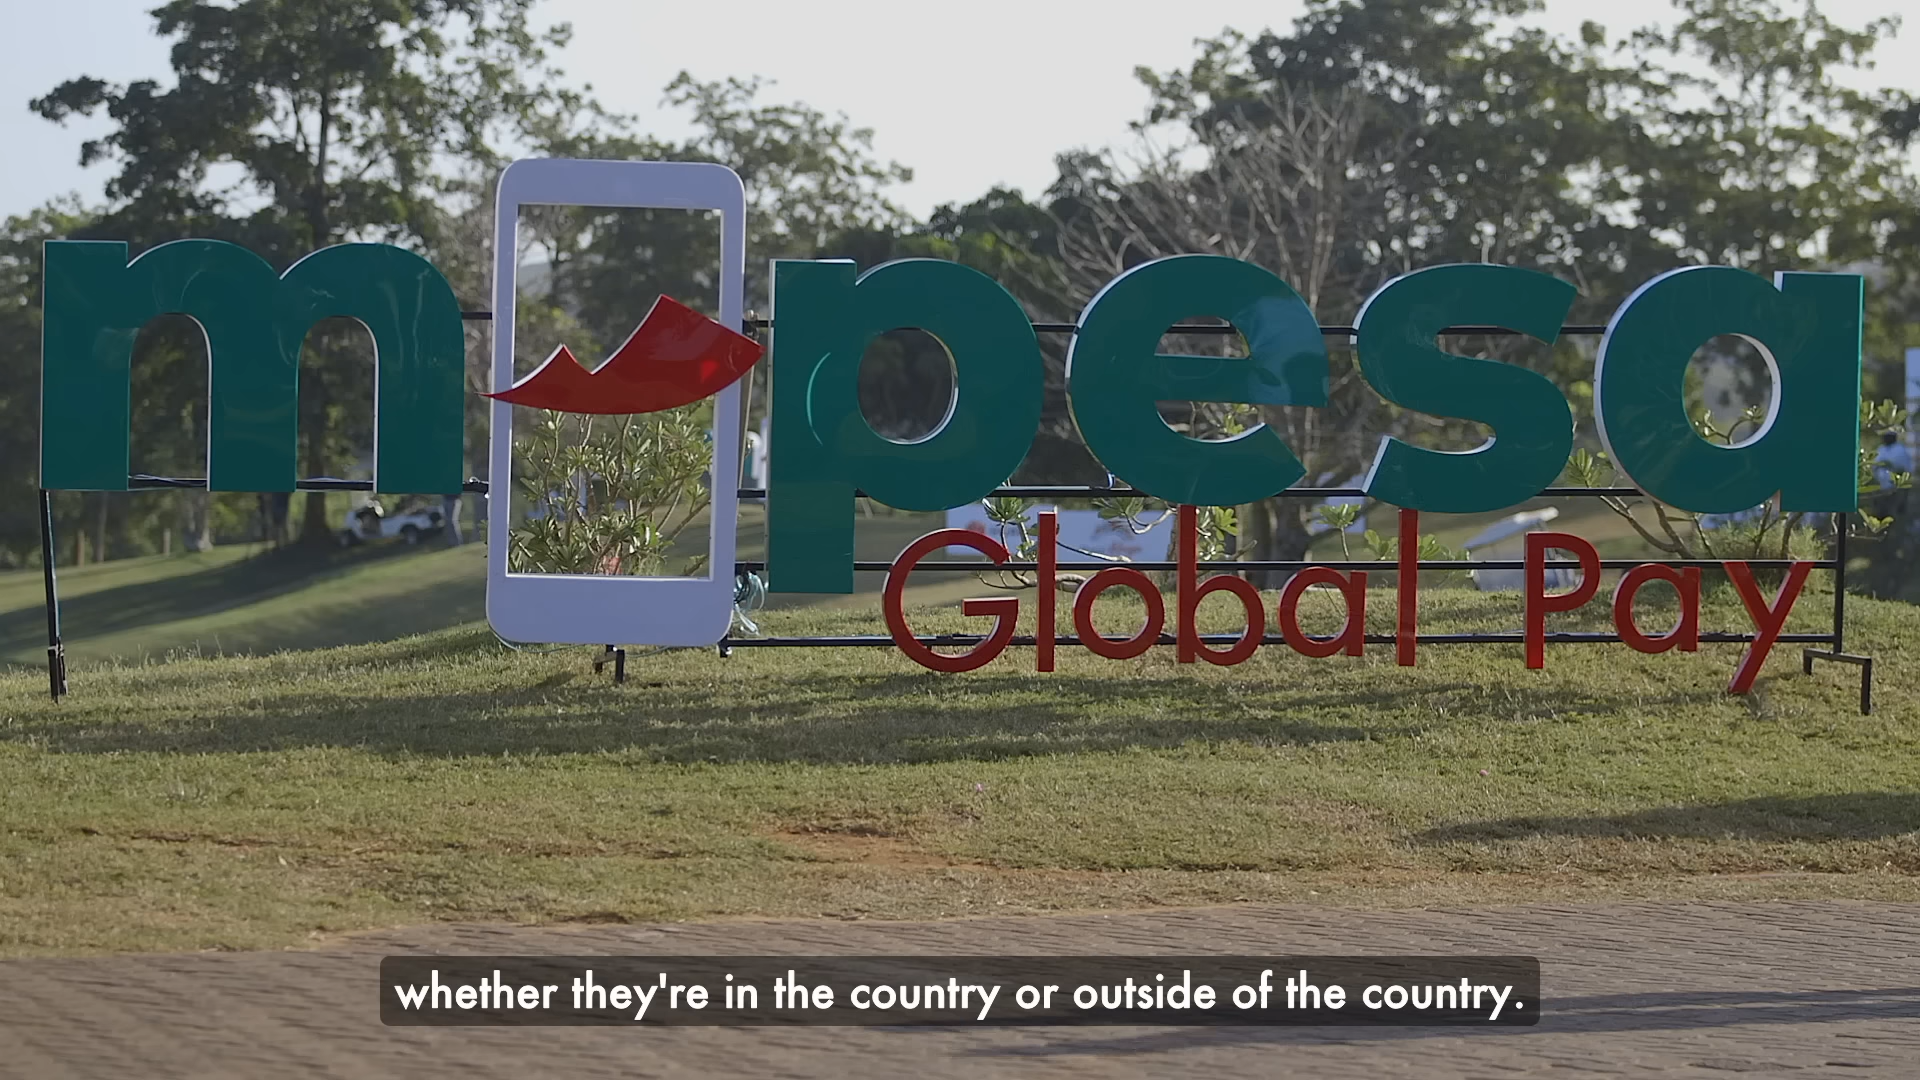 m pesa
Global Pay
whether they're in the country or outside of the country.